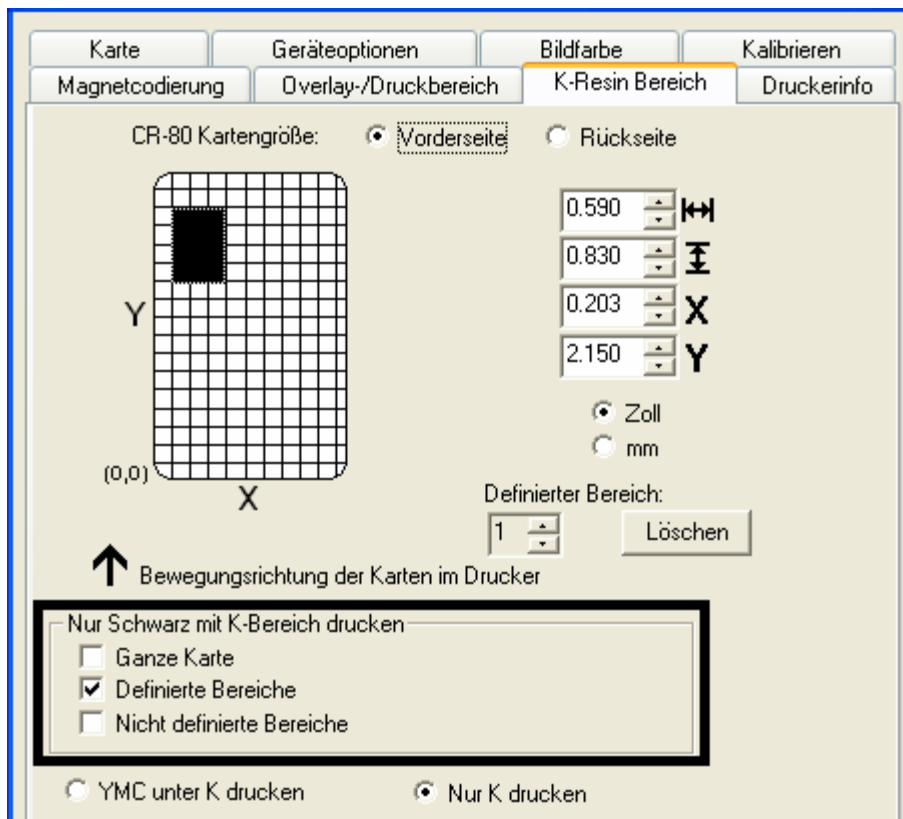 Karte Geräteoptionen Bildfarbe Kalibrieren
Magnetcodierung Overlay-/Druckbereich K-Resin Bereich Druckerinfo
CR-80 Kartengröße: Vorderseite Rückseite
0.590
0.830
0.203 X
Y
2.150 Y
Zoll
mm
(0,0)
X
Definierter Bereich:
1 Löschen
Bewegungsrichtung der Karten im Drucker
Nur Schwarz mit K-Bereich drucken
Ganze Karte
Definierte Bereiche
Nicht definierte Bereiche
YMC unter K drucken Nur K drucken